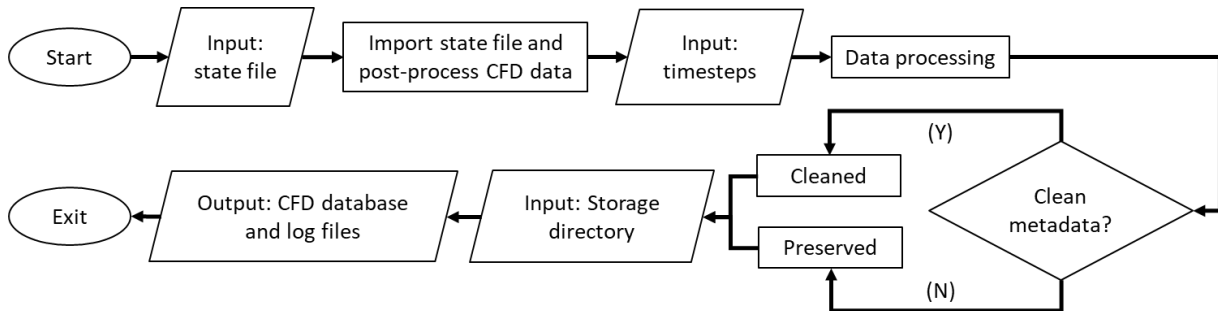 Start
Input:
state file
Import state file and
post-process CFD data
Input:
timesteps
Data processing
Clean
metadata?
(Y)
Cleaned
(N)
Preserved
Input: Storage
directory
Output: CFD database
and log files
Exit